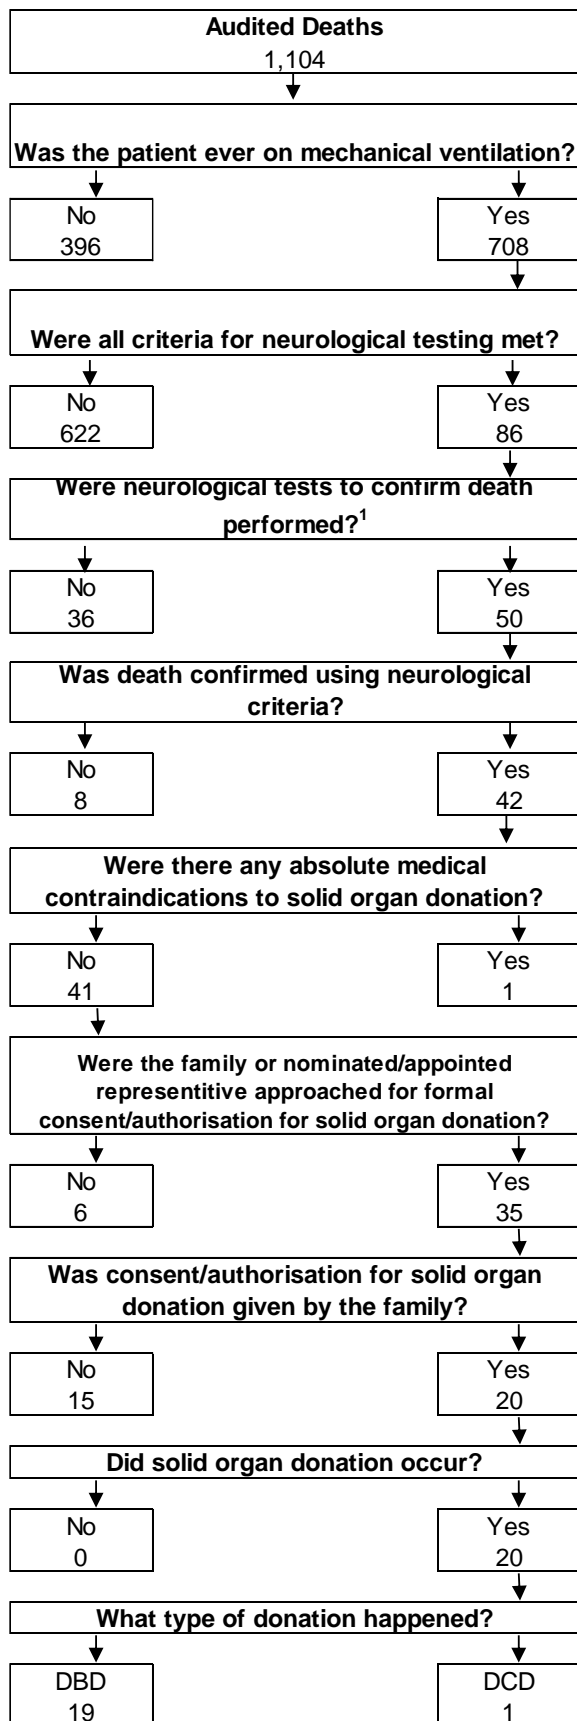 Audited Deaths
1,104
Was the patient ever on mechanical ventilation?
No
396
Yes
708
Were all criteria for neurological testing met?
No
622
Yes
86
Were neurological tests to confirm death
performed?1
No
36
Yes
50
Was death confirmed using neurological
criteria?
No
8
Yes
42
Were there any absolute medical
contraindications to solid organ donation?
No
41
Yes
1
Were the family or nominated/appointed
representitive approached for formal
consent/authorisation for solid organ donation?
No
6
Yes
35
Was consent/authorisation for solid organ
donation given by the family?
No
15
Yes
20
Did solid organ donation occur?
No
0
Yes
20
What type of donation happened?
DBD
19
DCD
1